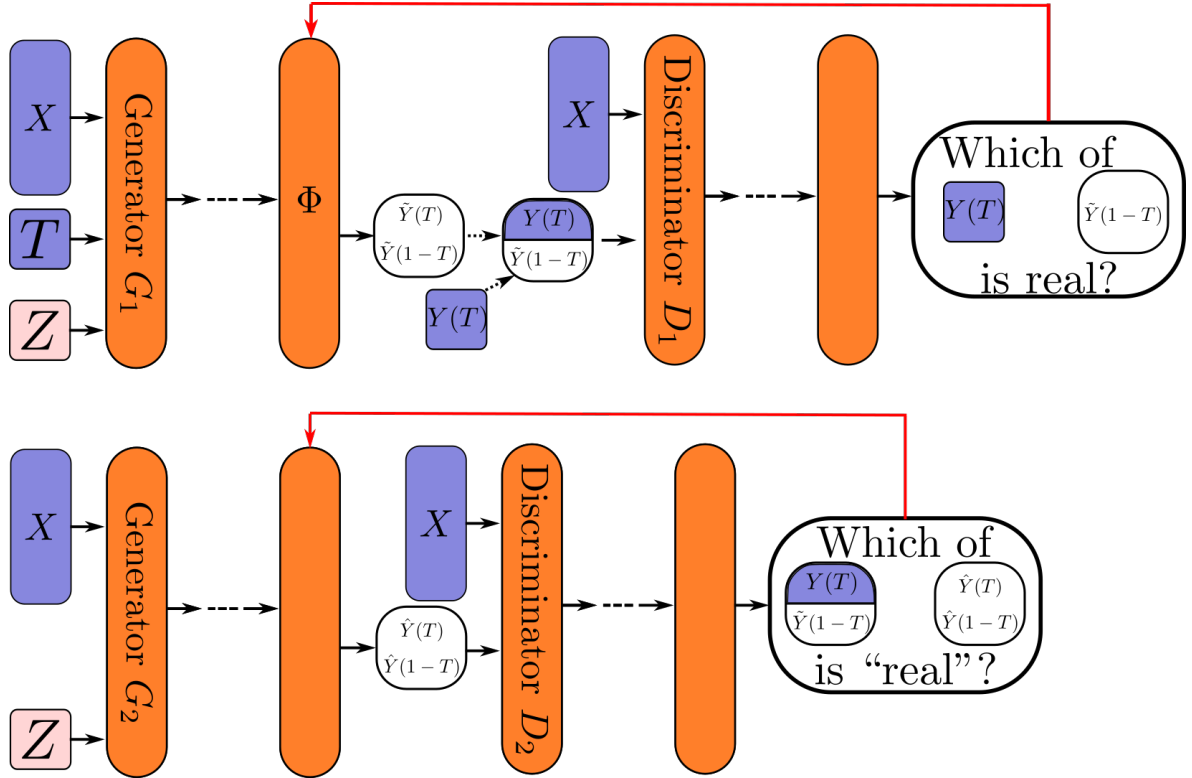 X
T
Z
Generator G₁
Φ
Ỹ(T)
Ỹ(1 − T)
Y(T)
Y(T)
Ỹ(1 − T)
X
Discriminator D₁
Which of
Y(T)
Ỹ(1 − T)
is real?
X
Z
Generator G₂
Ŷ(T)
Ŷ(1 − T)
X
Discriminator D₂
Which of
Y(T)
Ỹ(1 − T)
Ŷ(T)
Ŷ(1 − T)
is “real”?